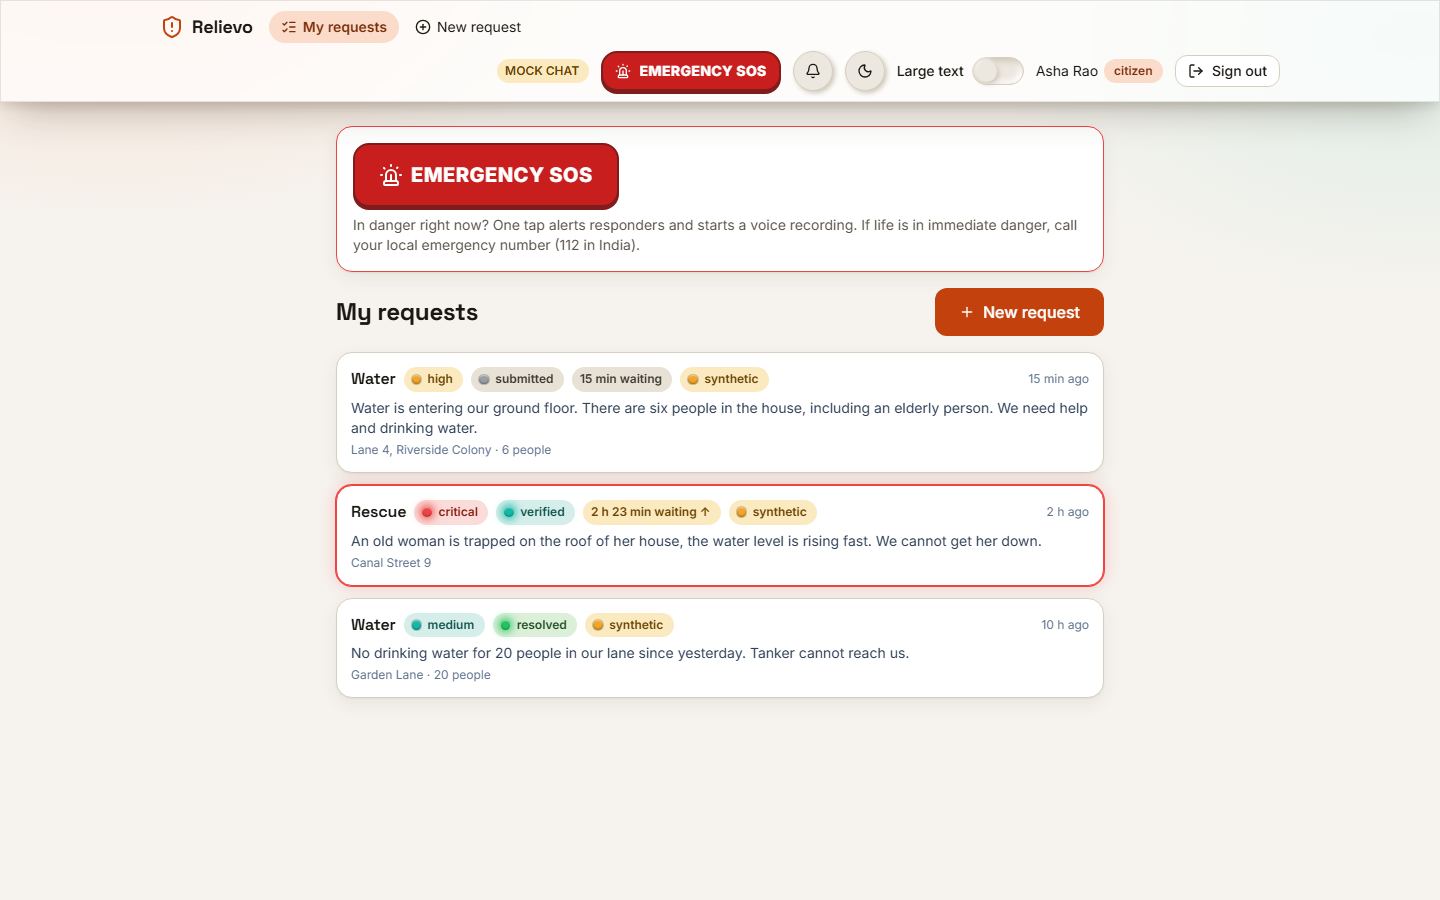 Relievo My requests New request
MOCK CHAT EMERGENCY SOS Large text Asha Rao citizen Sign out
EMERGENCY SOS
In danger right now? One tap alerts responders and starts a voice recording. If life is in immediate danger, call
your local emergency number (112 in India).
My requests + New request
Water high submitted 15 min waiting synthetic 15 min ago
Water is entering our ground floor. There are six people in the house, including an elderly person. We need help
and drinking water.
Lane 4, Riverside Colony · 6 people
Rescue critical verified 2 h 23 min waiting ↑ synthetic 2 h ago
An old woman is trapped on the roof of her house, the water level is rising fast. We cannot get her down.
Canal Street 9
Water medium resolved synthetic 10 h ago
No drinking water for 20 people in our lane since yesterday. Tanker cannot reach us.
Garden Lane · 20 people